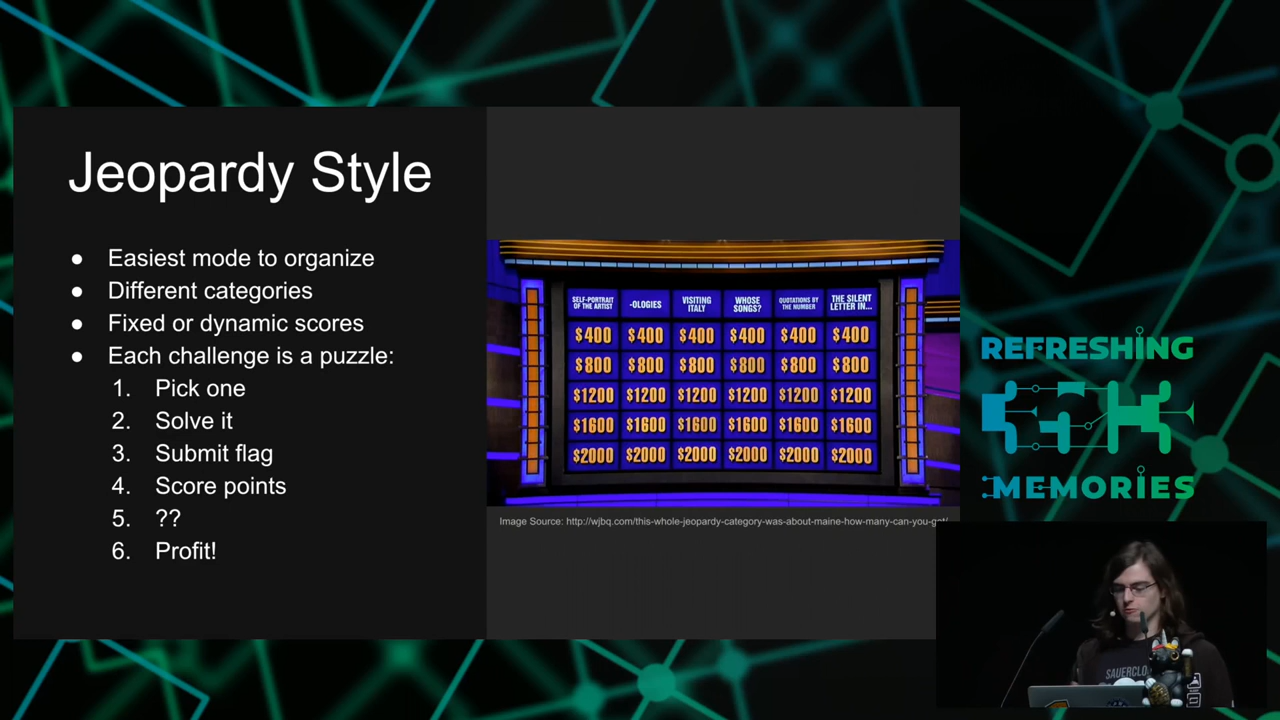 Jeopardy Style
● Easiest mode to organize
● Different categories
● Fixed or dynamic scores
● Each challenge is a puzzle:
1. Pick one
2. Solve it
3. Submit flag
4. Score points
5. ??
6. Profit!
SELF-PORTRAIT OF THE ARTIST
-OLOGIES
VISITING ITALY
WHOSE SONGS?
QUOTATIONS BY THE NUMBER
THE SILENT LETTER IN...
$400 $400 $400 $400 $400 $400
$800 $800 $800 $800 $800 $800
$1200 $1200 $1200 $1200 $1200 $1200
$1600 $1600 $1600 $1600 $1600 $1600
$2000 $2000 $2000 $2000 $2000 $2000
Image Source: http://wjbq.com/this-whole-jeopardy-category-was-about-maine-how-many-can-you-get/
REFRESHING
MEMORIES